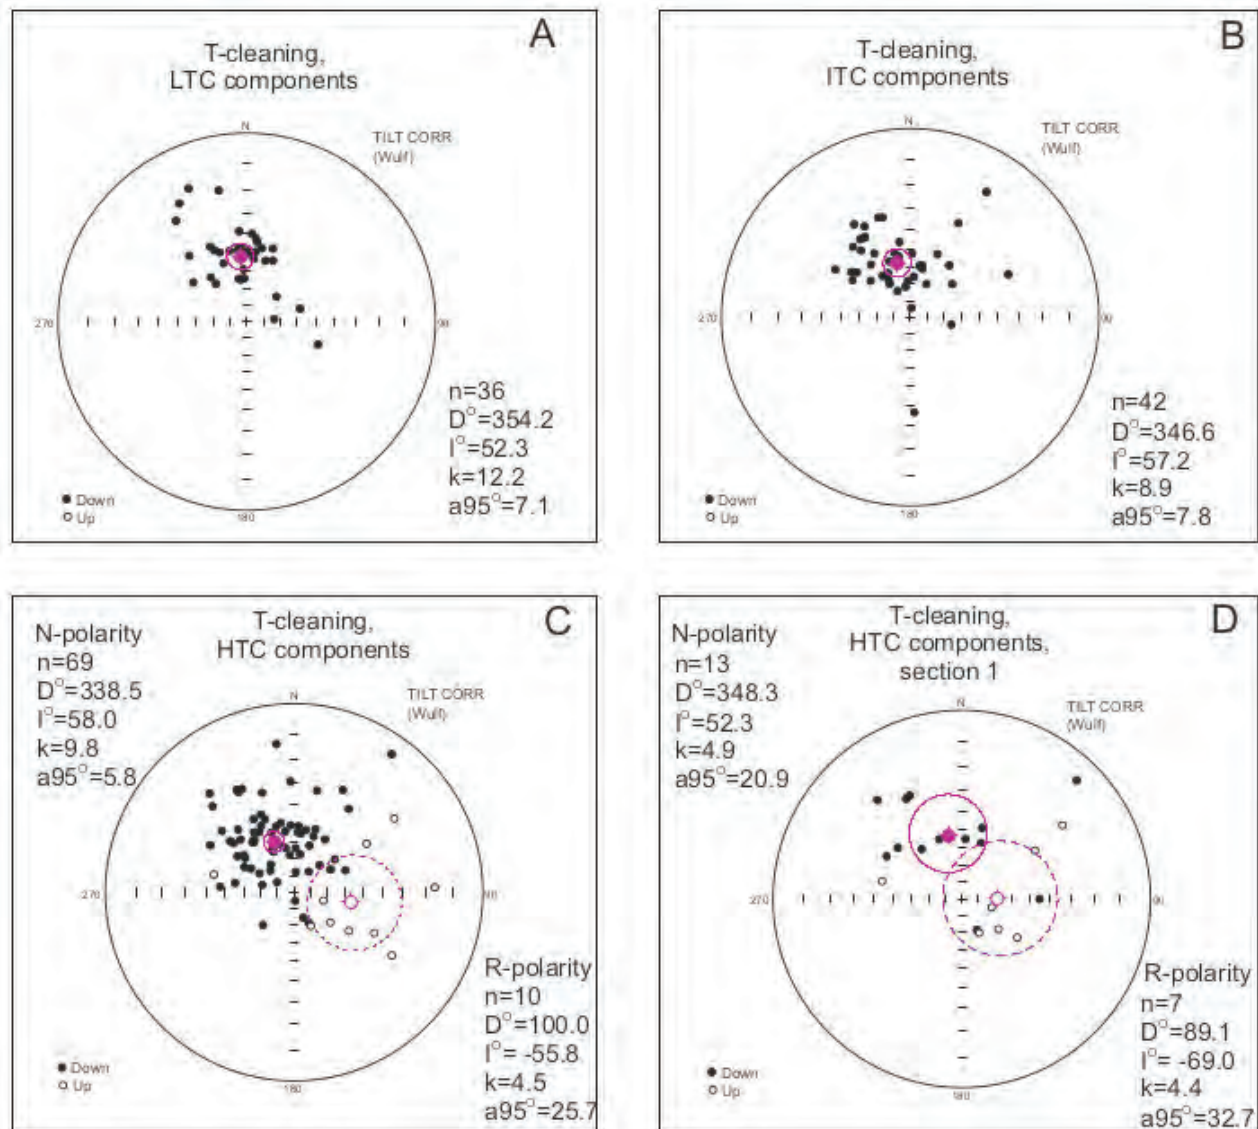 A
T-cleaning,
LTC components
N
TILT CORR
(Wulf)
270
90
180
n=36
D°=354.2
I°=52.3
k=12.2
a95°=7.1
Down
Up
B
T-cleaning,
ITC components
N
TILT CORR
(Wulf)
270
90
180
n=42
D°=346.6
I°=57.2
k=8.9
a95°=7.8
Down
Up
C
T-cleaning,
HTC components
N-polarity
n=69
D°=338.5
I°=58.0
k=9.8
a95°=5.8
N
TILT CORR
(Wulf)
270
90
180
R-polarity
n=10
D°=100.0
I°= -55.8
k=4.5
a95°=25.7
Down
Up
D
T-cleaning,
HTC components,
section 1
N-polarity
n=13
D°=348.3
I°=52.3
k=4.9
a95°=20.9
N
TILT CORR
(Wulf)
270
90
180
R-polarity
n=7
D°=89.1
I°= -69.0
k=4.4
a95°=32.7
Down
Up